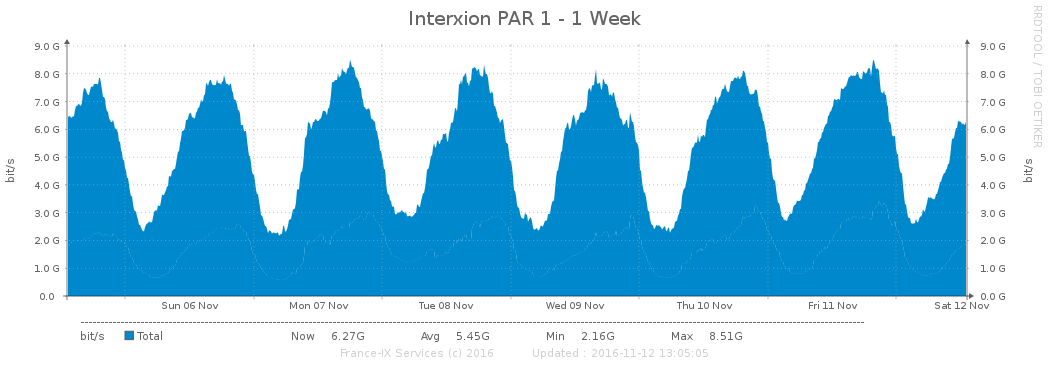 Interxion PAR 1 - 1 Week
RRDTOOL / TOBI OETIKER
bit/s
9.0 G 9.0 G
8.0 G 8.0 G
7.0 G 7.0 G
6.0 G 6.0 G
5.0 G 5.0 G
4.0 G 4.0 G
3.0 G 3.0 G
2.0 G 2.0 G
1.0 G 1.0 G
0.0 0.0 G
bit/s
Sun 06 Nov Mon 07 Nov Tue 08 Nov Wed 09 Nov Thu 10 Nov Fri 11 Nov Sat 12 Nov
bit/s Total Now 6.27G Avg 5.45G Min 2.16G Max 8.51G
France-IX Services (c) 2016 Updated : 2016-11-12 13:05:05